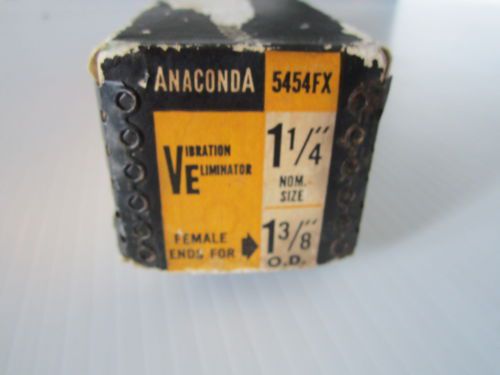 ANACONDA 5454FX
VIBRATION
ELIMINATOR
1 1/4"
NOM.
SIZE
FEMALE
ENDS FOR
1 3/8"
O.D.